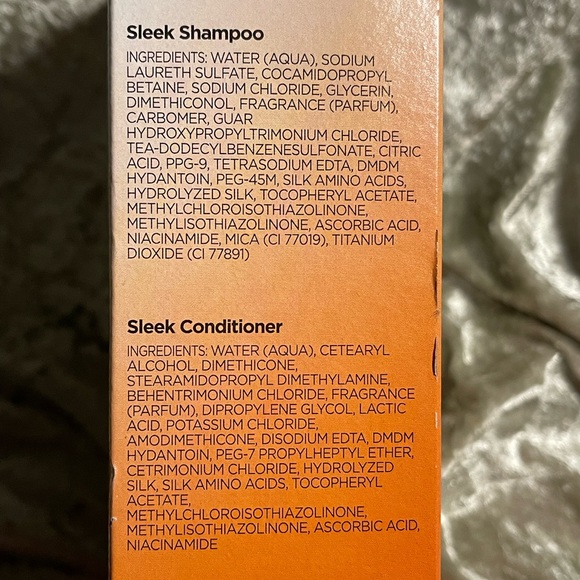 Sleek Shampoo
INGREDIENTS: WATER (AQUA), SODIUM
LAURETH SULFATE, COCAMIDOPROPYL
BETAINE, SODIUM CHLORIDE, GLYCERIN,
DIMETHICONOL, FRAGRANCE (PARFUM),
CARBOMER, GUAR
HYDROXYPROPYLTRIMONIUM CHLORIDE,
TEA-DODECYLBENZENESULFONATE, CITRIC
ACID, PPG-9, TETRASODIUM EDTA, DMDM
HYDANTOIN, PEG-45M, SILK AMINO ACIDS,
HYDROLYZED SILK, TOCOPHERYL ACETATE,
METHYLCHLOROISOTHIAZOLINONE,
METHYLISOTHIAZOLINONE, ASCORBIC ACID,
NIACINAMIDE, MICA (CI 77019), TITANIUM
DIOXIDE (CI 77891)
Sleek Conditioner
INGREDIENTS: WATER (AQUA), CETEARYL
ALCOHOL, DIMETHICONE,
STEARAMIDOPROPYL DIMETHYLAMINE,
BEHENTRIMONIUM CHLORIDE, FRAGRANCE
(PARFUM), DIPROPYLENE GLYCOL, LACTIC
ACID, POTASSIUM CHLORIDE,
AMODIMETHICONE, DISODIUM EDTA, DMDM
HYDANTOIN, PEG-7 PROPYLHEPTYL ETHER,
CETRIMONIUM CHLORIDE, HYDROLYZED
SILK, SILK AMINO ACIDS, TOCOPHERYL
ACETATE,
METHYLCHLOROISOTHIAZOLINONE,
METHYLISOTHIAZOLINONE, ASCORBIC ACID,
NIACINAMIDE